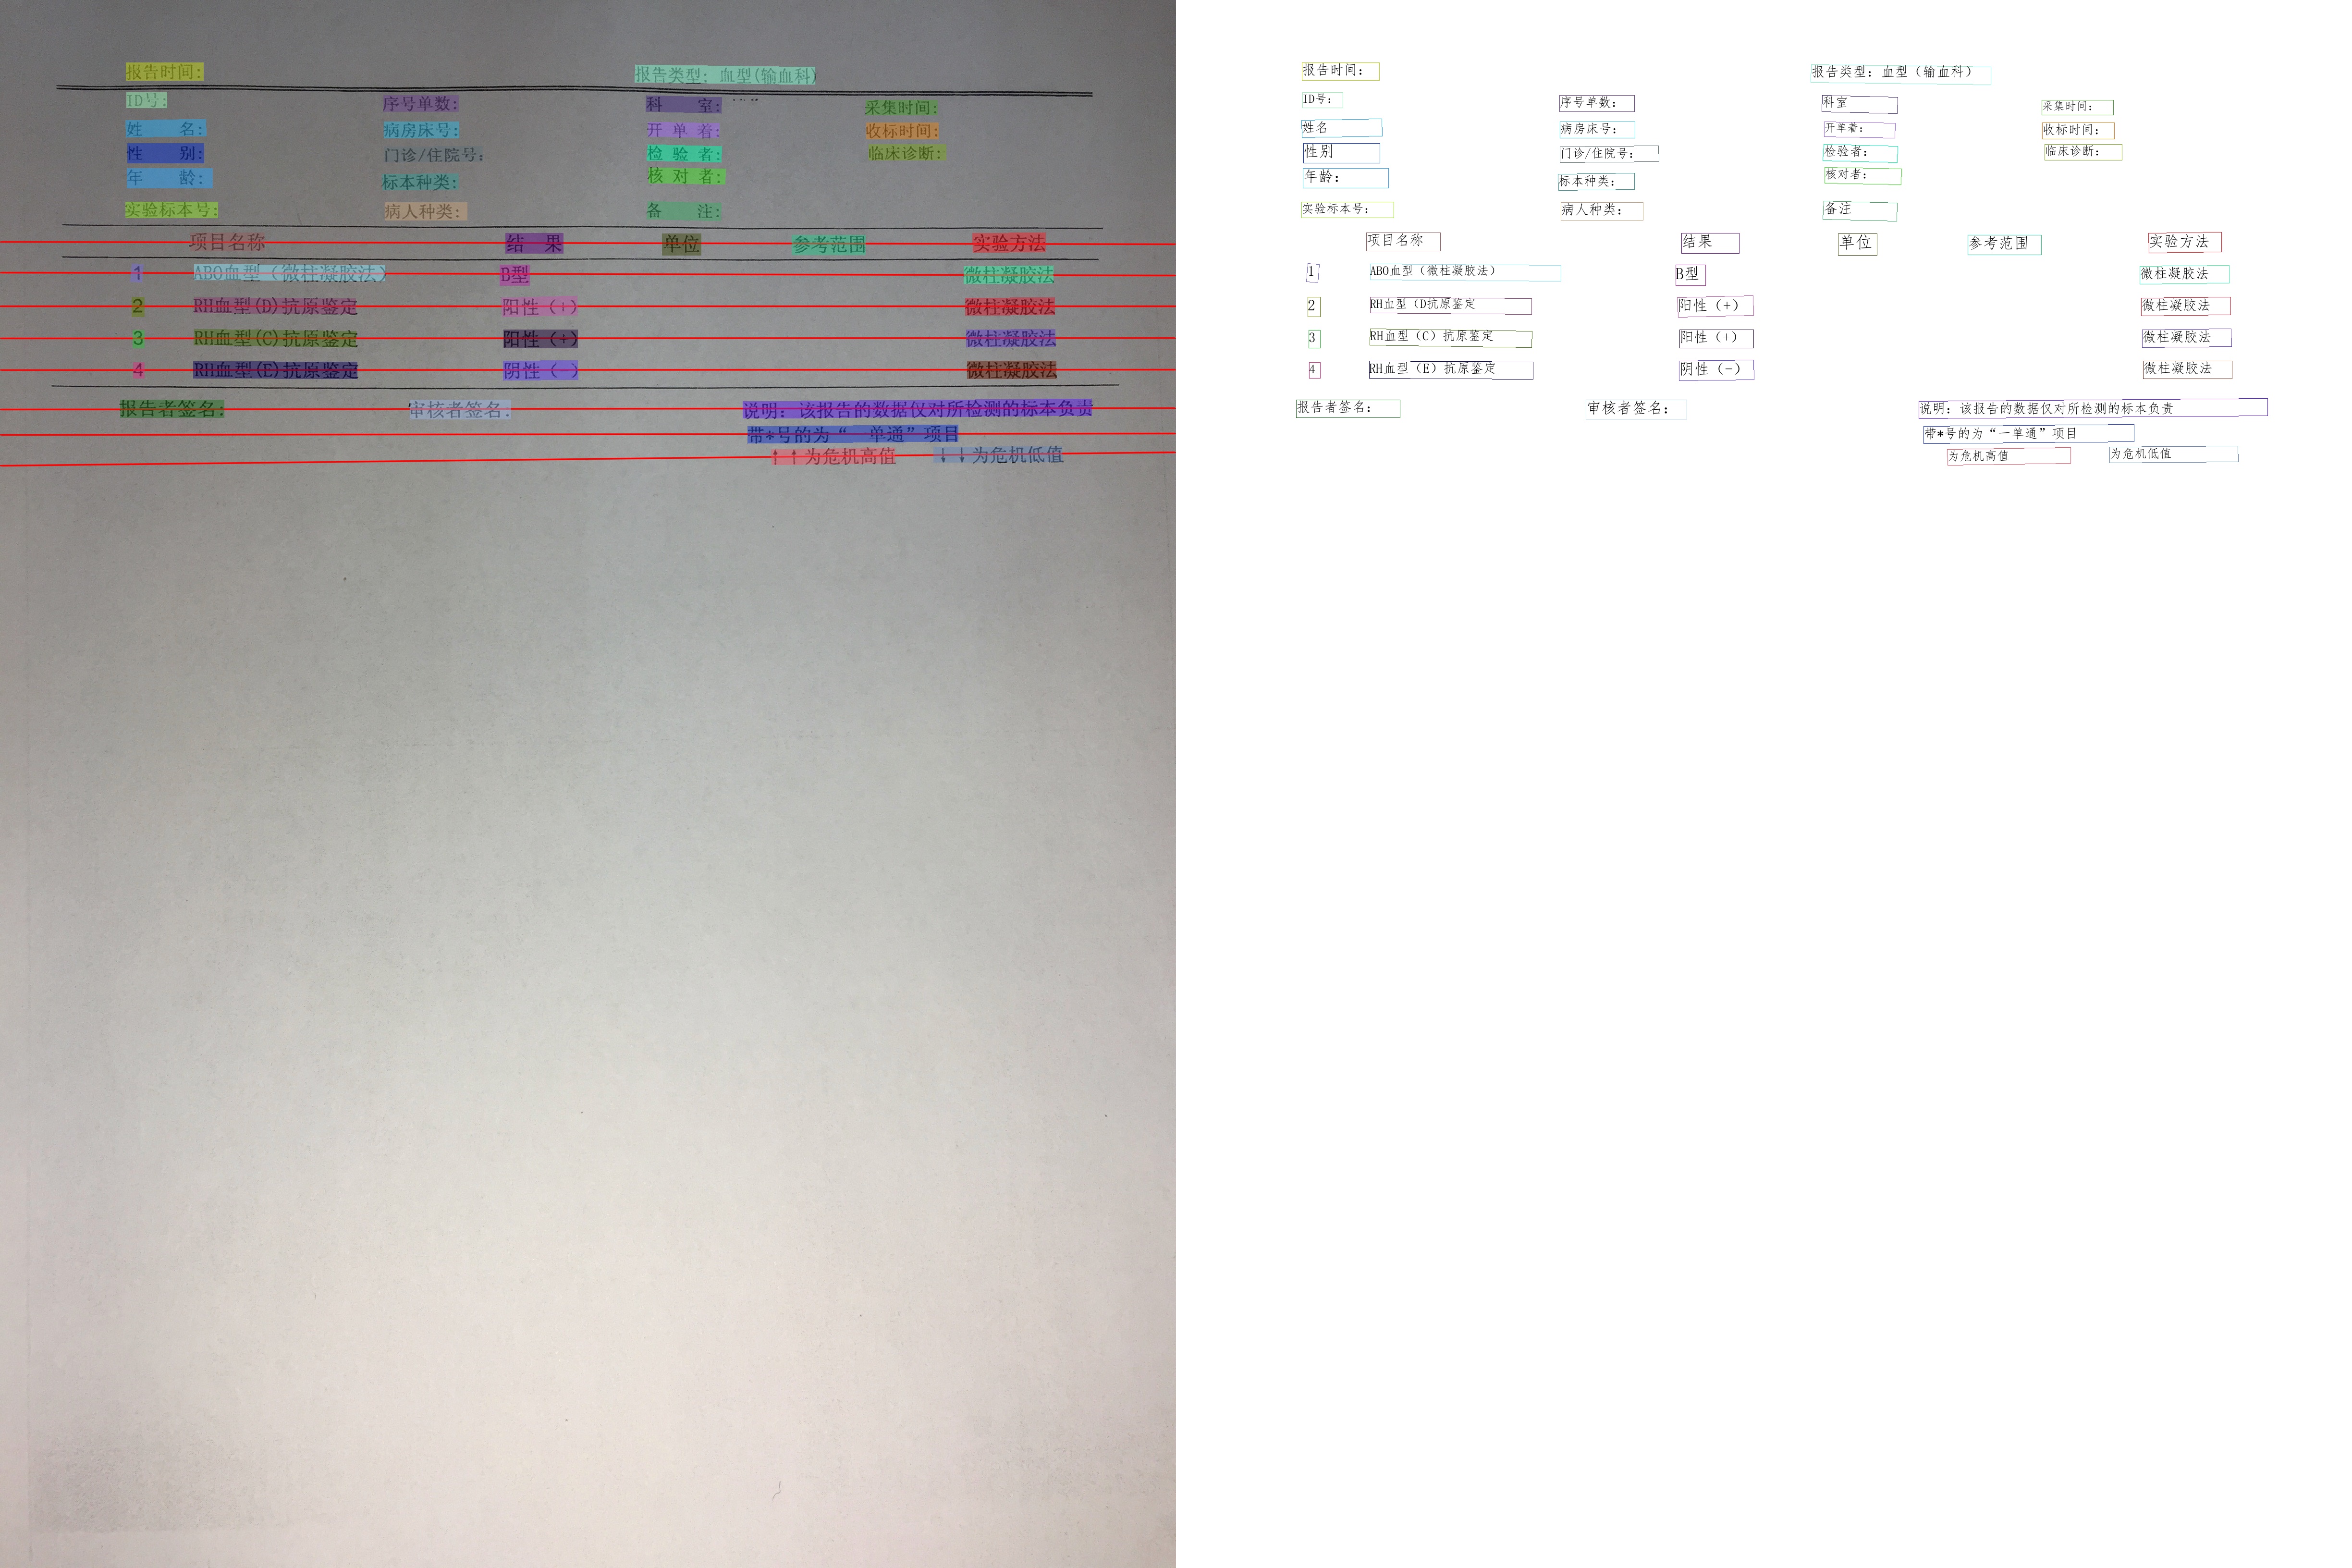 报告时间: 报告类型: 血型(输血科)
ID号: 序号单数: 科 室: 采集时间:
姓 名: 病房床号: 开 单 着: 收标时间:
性 别: 门诊/住院号: 检 验 者: 临床诊断:
年 龄: 标本种类: 核 对 者:
实验标本号: 病人种类: 备 注:
项目名称 结 果 单位 参考范围 实验方法
1 ABO血型（微柱凝胶法） B型 微柱凝胶法
2 RH血型(D)抗原鉴定 阳性（+） 微柱凝胶法
3 RH血型(C)抗原鉴定 阳性（+） 微柱凝胶法
4 RH血型(E)抗原鉴定 阴性（-） 微柱凝胶法
报告者签名: 审核者签名: 说明: 该报告的数据仅对所检测的标本负责
带*号的为“一单通”项目
↑ ↑ 为危机高值 ↓ ↓ 为危机低值
报告时间： 报告类型：血型（输血科）
ID号： 序号单数： 科室 采集时间：
姓名 病房床号： 开单着： 收标时间：
性别 门诊/住院号： 检验者： 临床诊断：
年龄： 标本种类： 核对者：
实验标本号： 病人种类： 备注
项目名称 结果 单位 参考范围 实验方法
1 ABO血型（微柱凝胶法） B型 微柱凝胶法
2 RH血型（D抗原鉴定 阳性（+） 微柱凝胶法
3 RH血型（C）抗原鉴定 阳性（+） 微柱凝胶法
4 RH血型（E）抗原鉴定 阴性（-） 微柱凝胶法
报告者签名： 审核者签名： 说明：该报告的数据仅对所检测的标本负责
带*号的为“一单通”项目
为危机高值 为危机低值